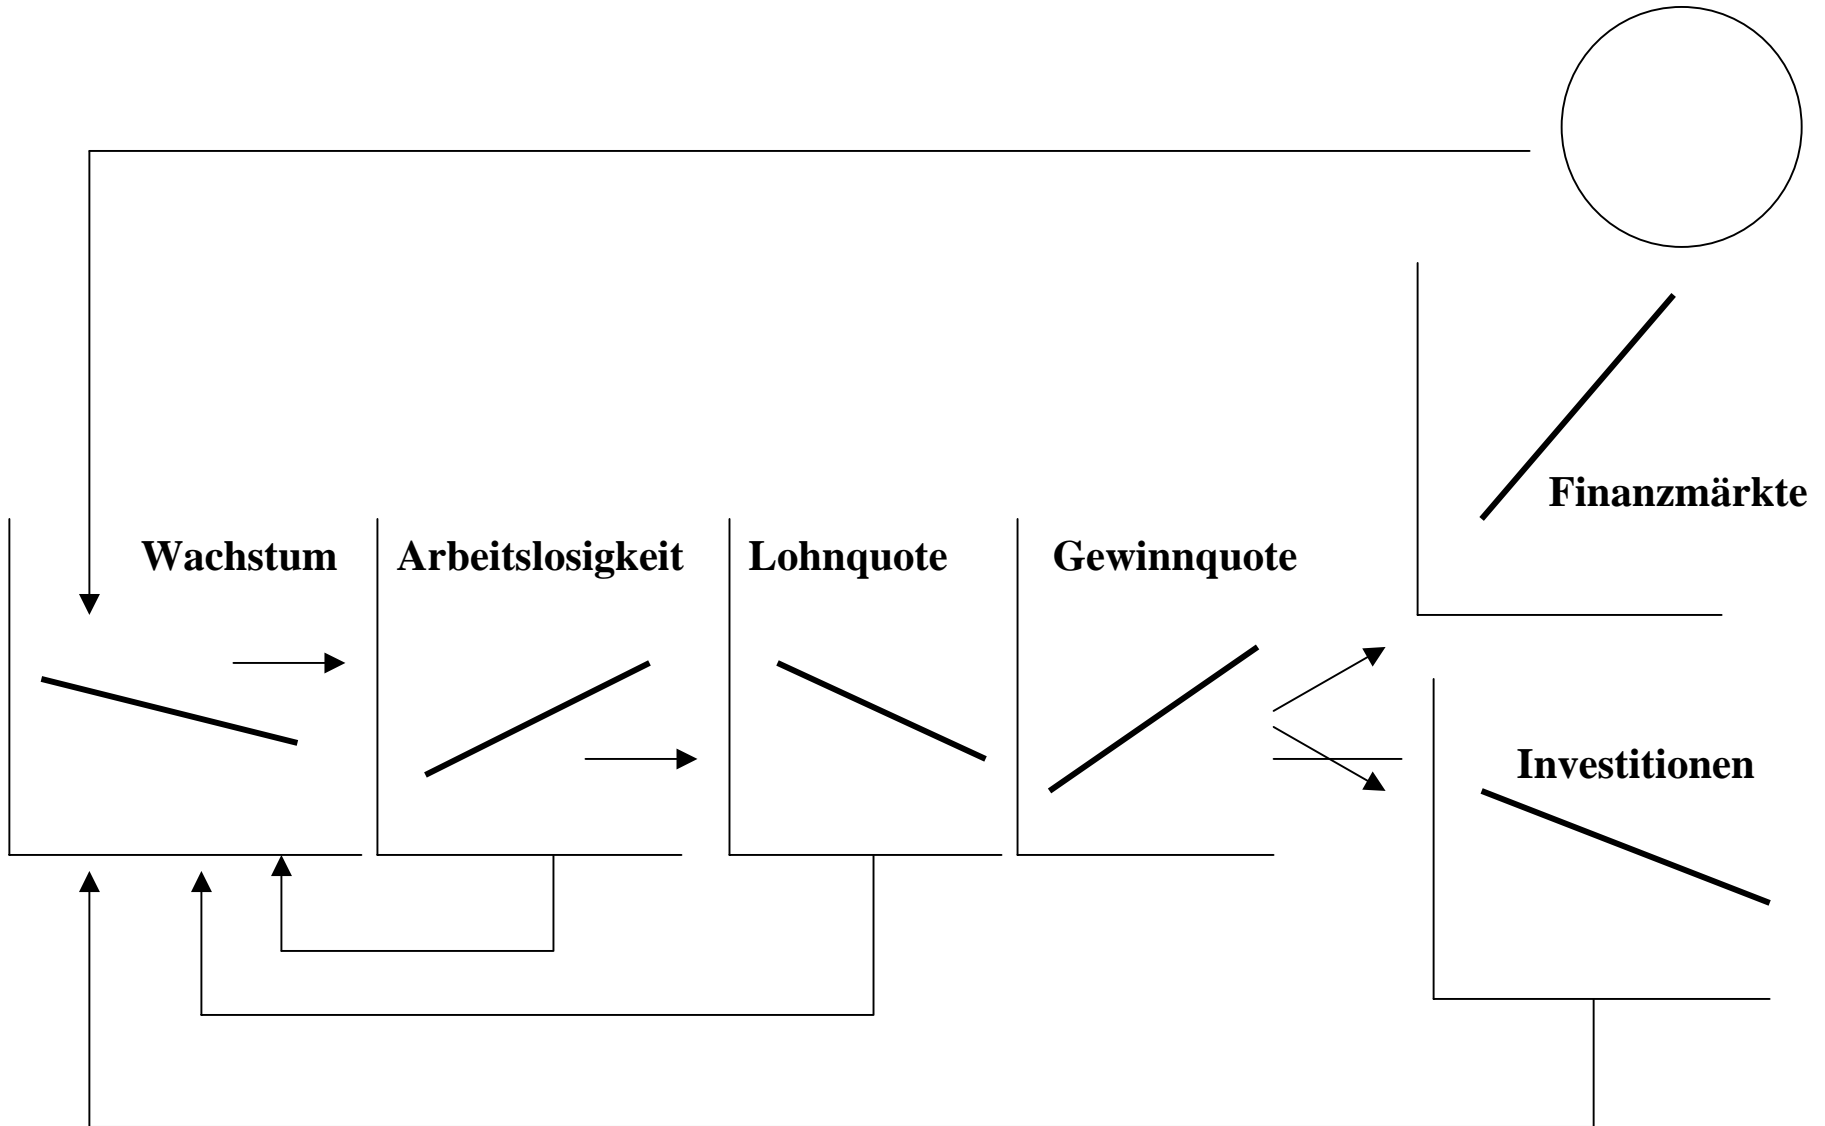 Finanzmärkte
Wachstum
Arbeitslosigkeit
Lohnquote
Gewinnquote
Investitionen